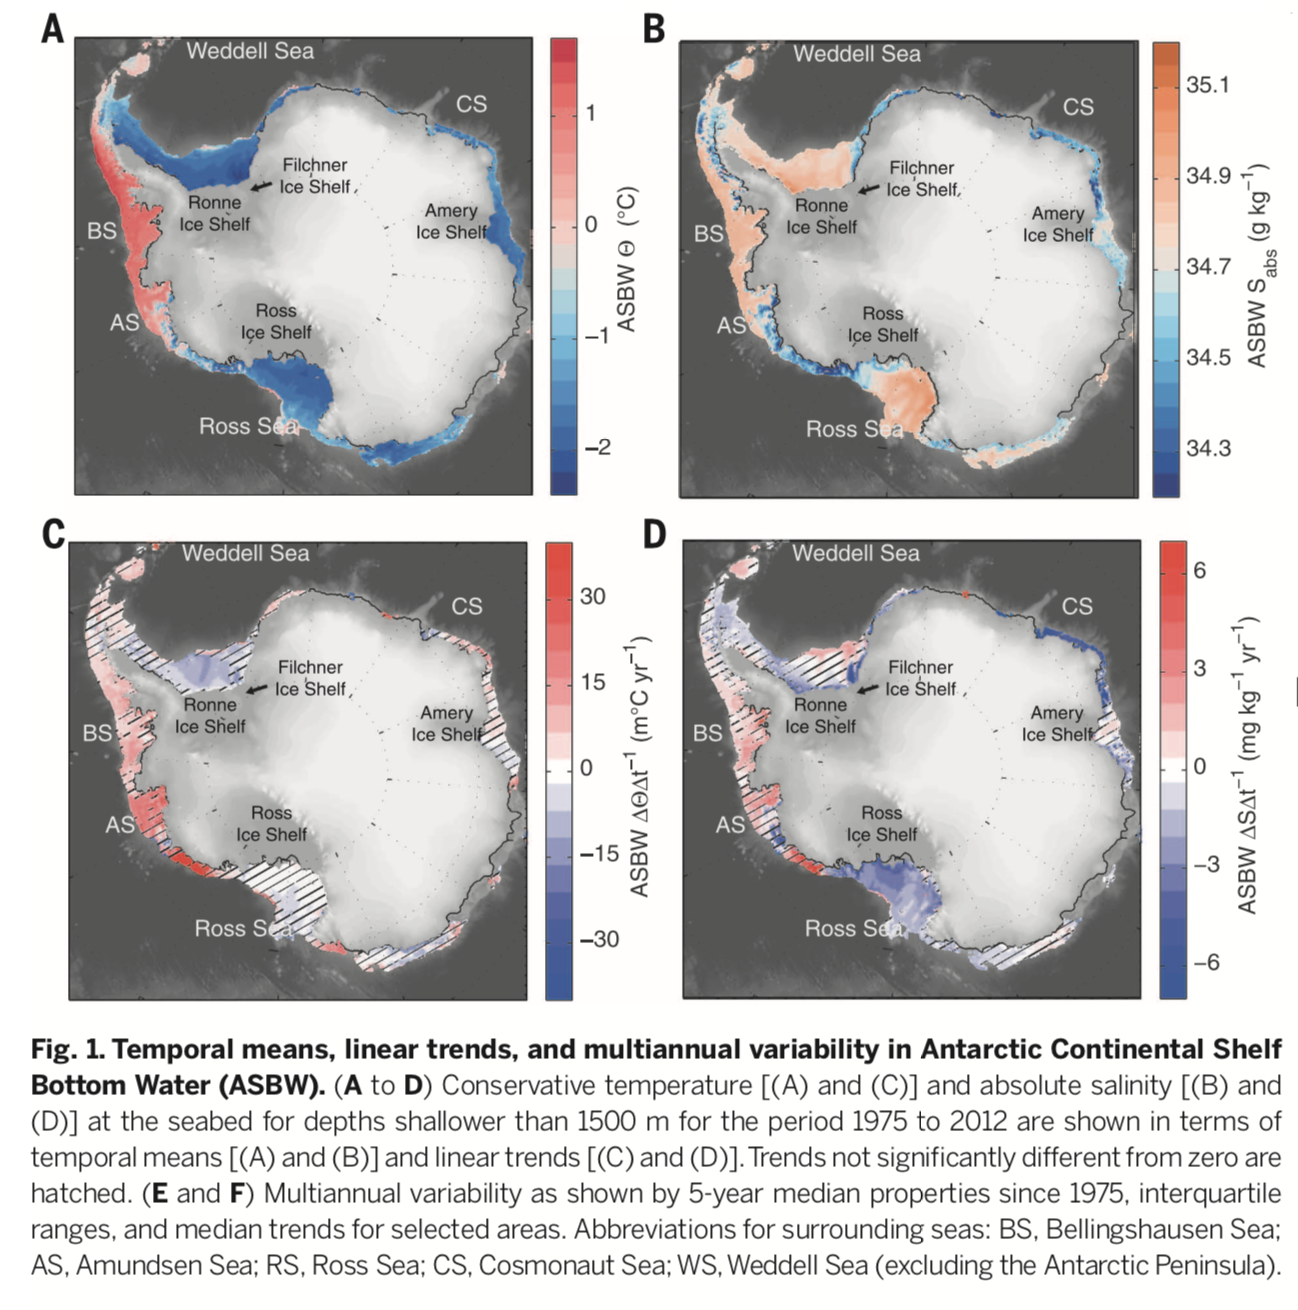 A
Weddell Sea
CS
Filchner
Ice Shelf
Ronne
Ice Shelf
Amery
Ice Shelf
BS
AS
Ross
Ice Shelf
Ross Sea
1
0
−1
−2
ASBW Θ (°C)
B
Weddell Sea
CS
Filchner
Ice Shelf
Ronne
Ice Shelf
Amery
Ice Shelf
BS
AS
Ross
Ice Shelf
Ross Sea
35.1
34.9
34.7
34.5
34.3
ASBW Sabs (g kg−1)
C
Weddell Sea
CS
Filchner
Ice Shelf
Ronne
Ice Shelf
Amery
Ice Shelf
BS
AS
Ross
Ice Shelf
Ross Sea
30
15
0
−15
−30
ASBW ΔΘΔt−1 (m°C yr−1)
D
Weddell Sea
CS
Filchner
Ice Shelf
Ronne
Ice Shelf
Amery
Ice Shelf
BS
AS
Ross
Ice Shelf
Ross Sea
6
3
0
−3
−6
ASBW ΔSΔt−1 (mg kg−1 yr−1)
Fig. 1. Temporal means, linear trends, and multiannual variability in Antarctic Continental Shelf
Bottom Water (ASBW). (A to D) Conservative temperature [(A) and (C)] and absolute salinity [(B) and
(D)] at the seabed for depths shallower than 1500 m for the period 1975 to 2012 are shown in terms of
temporal means [(A) and (B)] and linear trends [(C) and (D)]. Trends not significantly different from zero are
hatched. (E and F) Multiannual variability as shown by 5-year median properties since 1975, interquartile
ranges, and median trends for selected areas. Abbreviations for surrounding seas: BS, Bellingshausen Sea;
AS, Amundsen Sea; RS, Ross Sea; CS, Cosmonaut Sea; WS, Weddell Sea (excluding the Antarctic Peninsula).